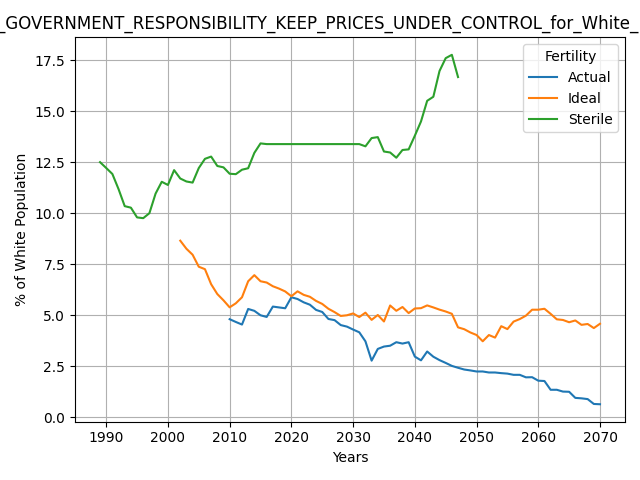 _GOVERNMENT_RESPONSIBILITY_KEEP_PRICES_UNDER_CONTROL_for_White_
% of White Population
17.5
15.0
12.5
10.0
7.5
5.0
2.5
0.0
Fertility
Actual
Ideal
Sterile
1990 2000 2010 2020 2030 2040 2050 2060 2070
Years